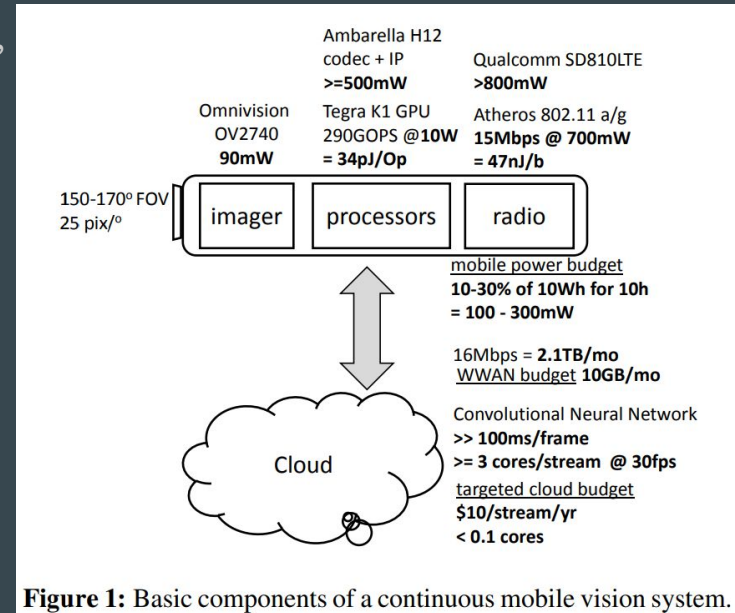 Ambarella H12
codec + IP
>=500mW
Qualcomm SD810LTE
>800mW
Omnivision
OV2740
90mW
Tegra K1 GPU
290GOPS @10W
= 34pJ/Op
Atheros 802.11 a/g
15Mbps @ 700mW
= 47nJ/b
150-170º FOV
25 pix/º
imager
processors
radio
mobile power budget
10-30% of 10Wh for 10h
= 100 - 300mW
16Mbps = 2.1TB/mo
WWAN budget 10GB/mo
Convolutional Neural Network
>> 100ms/frame
>= 3 cores/stream @ 30fps
targeted cloud budget
$10/stream/yr
< 0.1 cores
Cloud
Figure 1: Basic components of a continuous mobile vision system.